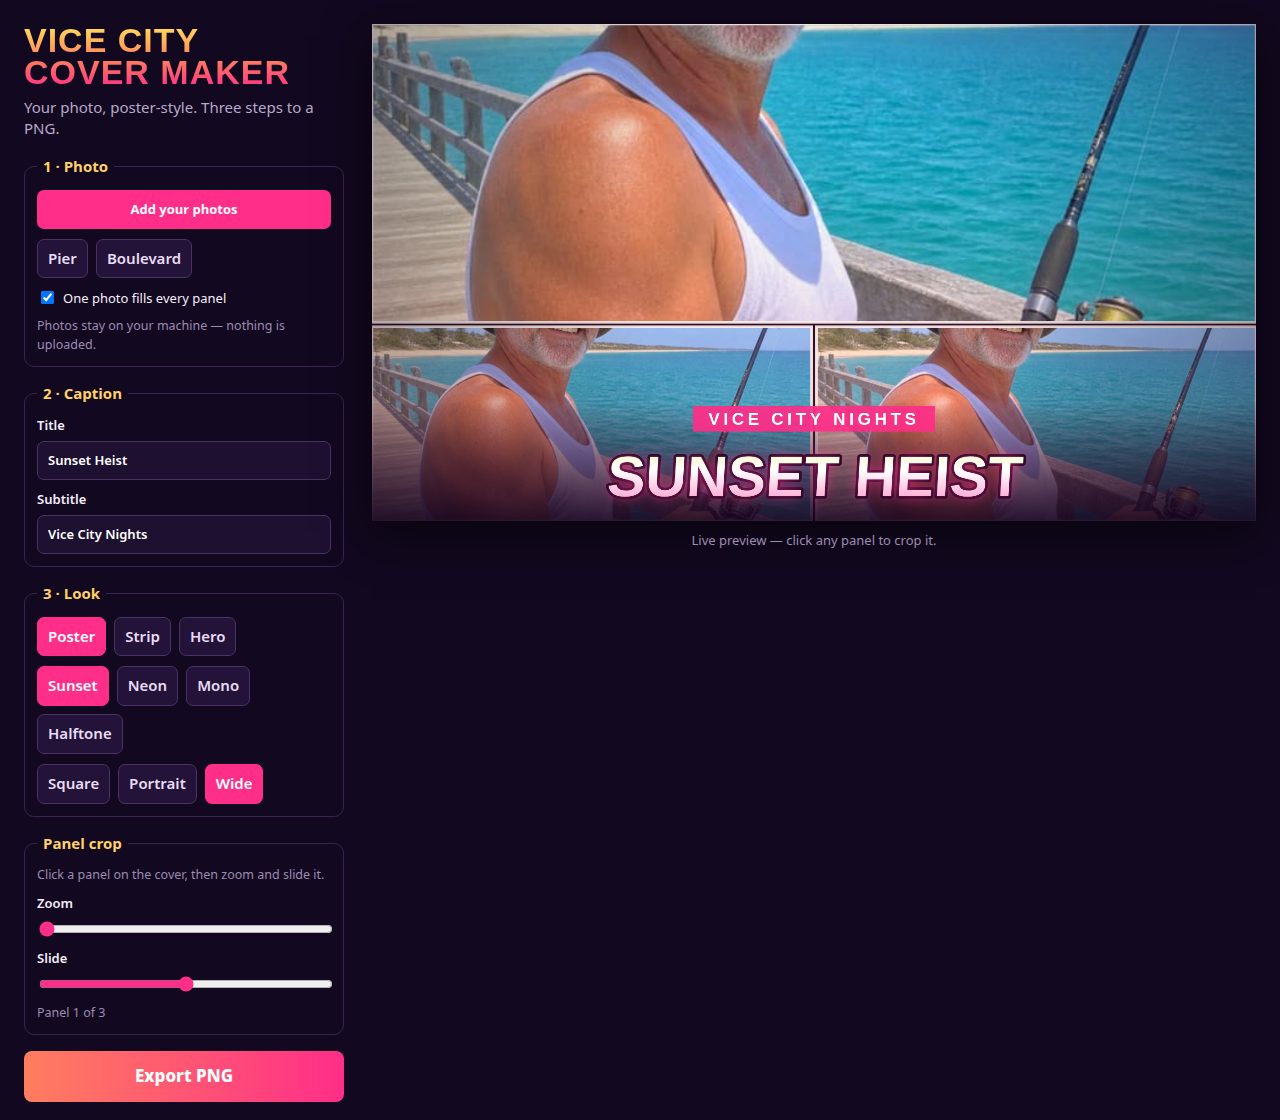 VICE CITY
COVER MAKER
Your photo, poster-style. Three steps to a
PNG.
1 · Photo
Add your photos
Pier
Boulevard
One photo fills every panel
Photos stay on your machine — nothing is
uploaded.
2 · Caption
Title
Sunset Heist
Subtitle
Vice City Nights
3 · Look
Poster
Strip
Hero
Sunset
Neon
Mono
Halftone
Square
Portrait
Wide
Panel crop
Click a panel on the cover, then zoom and slide it.
Zoom
Slide
Panel 1 of 3
Export PNG
VICE CITY NIGHTS
SUNSET HEIST
Live preview — click any panel to crop it.